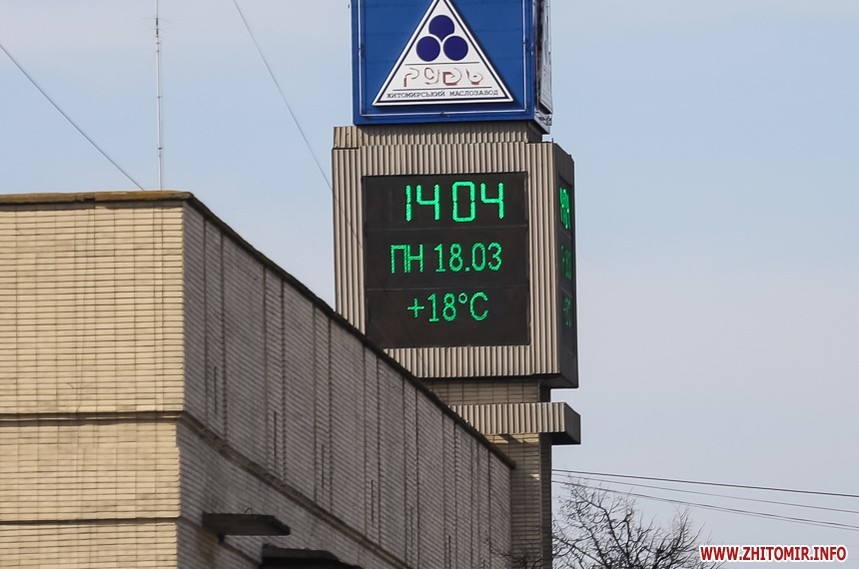 РУДЬ
ЖИТОМИРСЬКИЙ МАСЛОЗАВОД
14 04
ПН 18.03
+18°C
WWW.ZHITOMIR.INFO